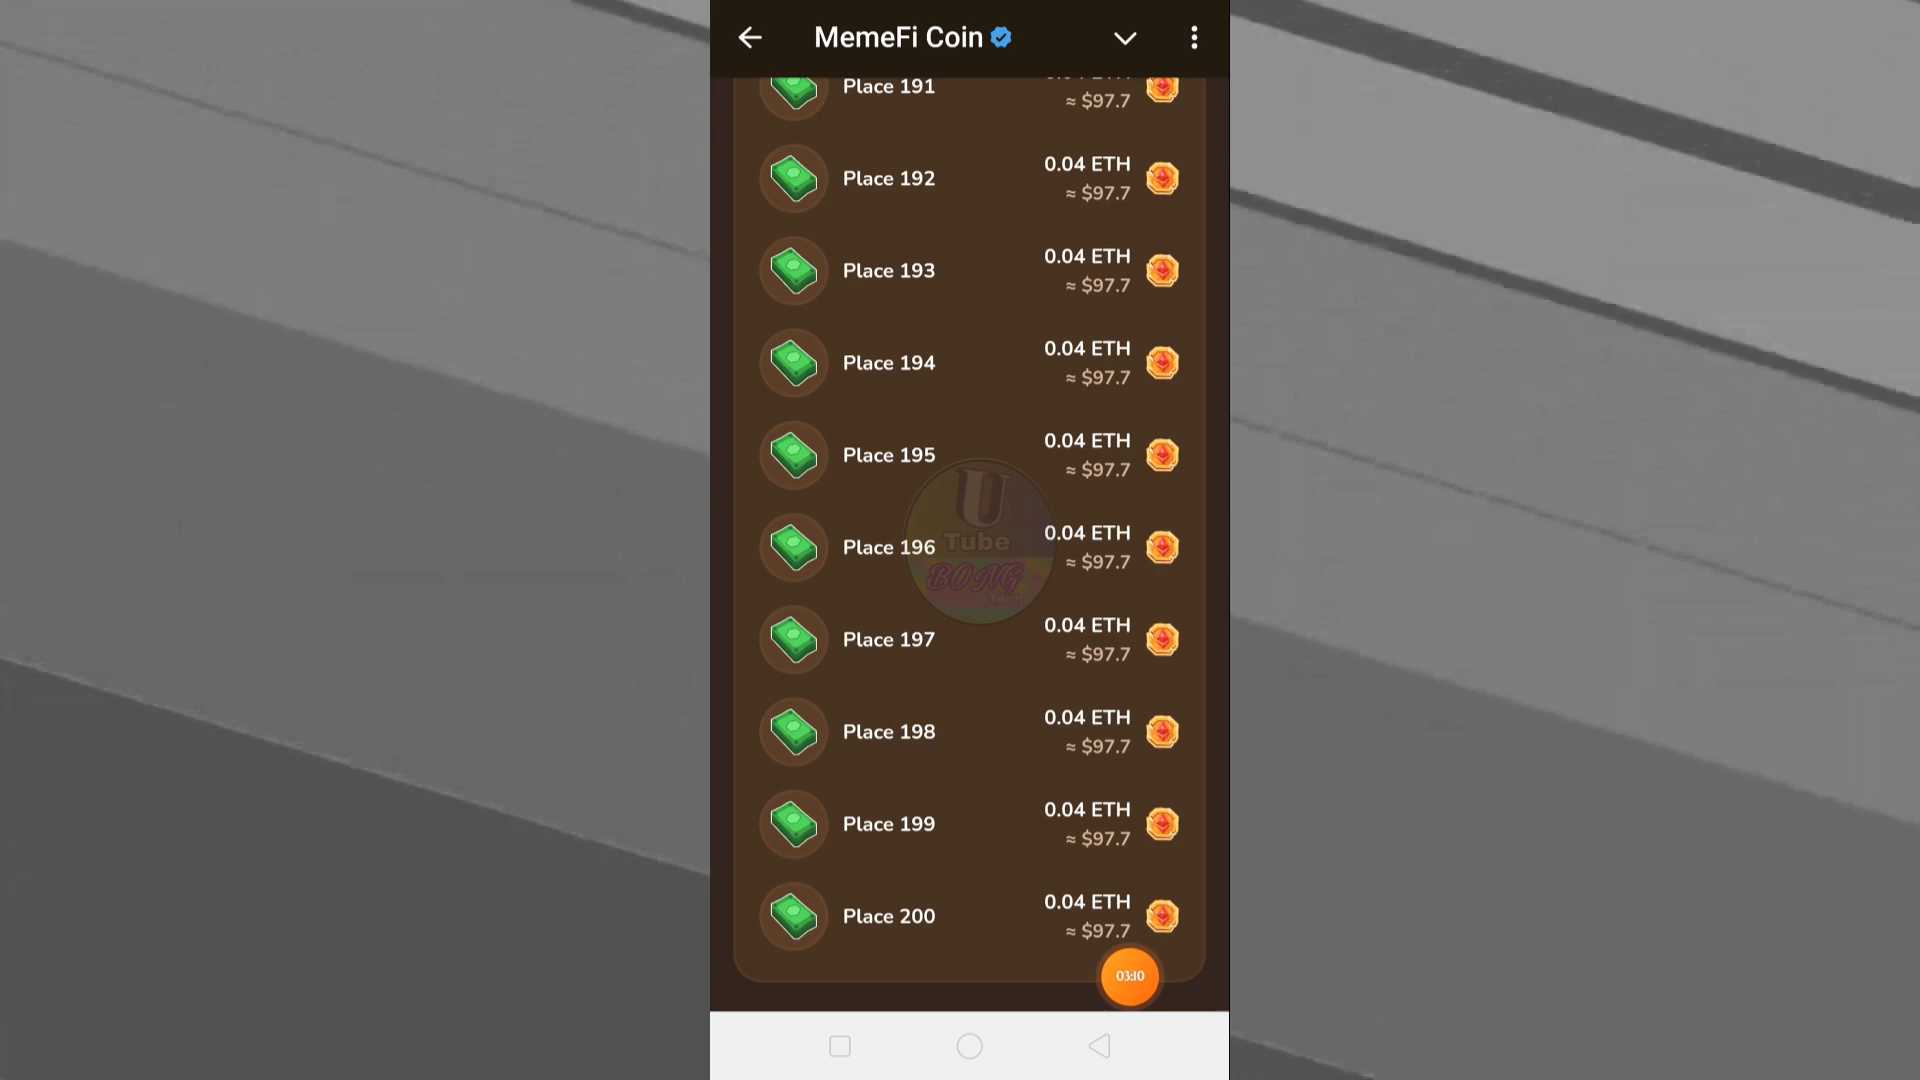 MemeFi Coin
Place 191
≈ $97.7
Place 192
0.04 ETH
≈ $97.7
Place 193
0.04 ETH
≈ $97.7
Place 194
0.04 ETH
≈ $97.7
Place 195
0.04 ETH
≈ $97.7
Place 196
0.04 ETH
≈ $97.7
Place 197
0.04 ETH
≈ $97.7
Place 198
0.04 ETH
≈ $97.7
Place 199
0.04 ETH
≈ $97.7
Place 200
0.04 ETH
≈ $97.7
U
Tube
BONG
03:10